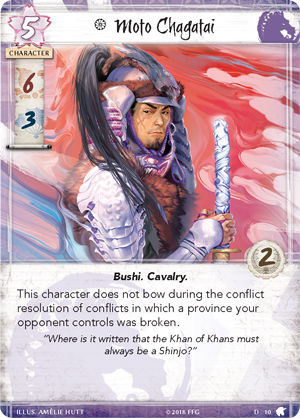 5
Moto Chagatai
CHARACTER
6
3
2
Bushi. Cavalry.
This character does not bow during the conflict
resolution of conflicts in which a province your
opponent controls was broken.
“Where is it written that the Khan of Khans must
always be a Shinjo?”
ILLUS. AMÉLIE HUTT
©2018 FFG
D 10